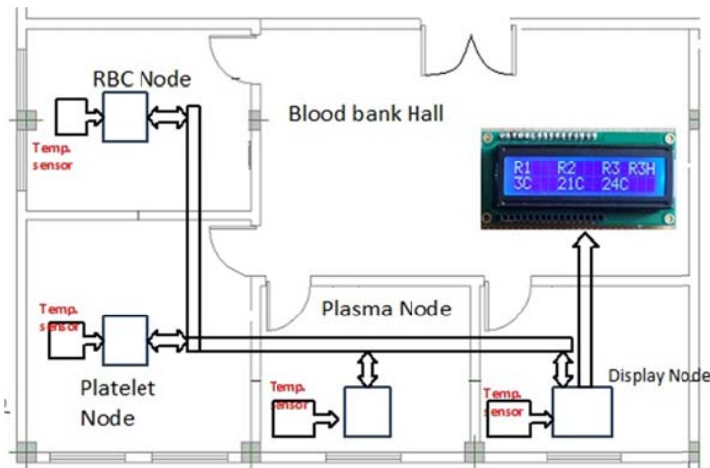 RBC Node
Temp.
sensor
Blood bank Hall
R1 R2 R3 R3H
3C 21C 24C
Temp.
sensor
Platelet
Node
Plasma Node
Temp.
sensor
Temp.
sensor
Display Node